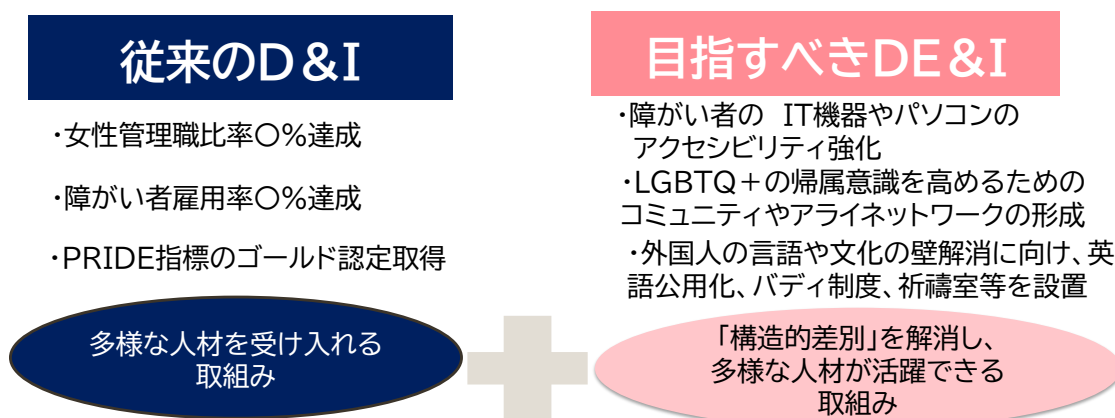 従来のD&I
・女性管理職比率〇%達成
・障がい者雇用率〇%達成
・PRIDE指標のゴールド認定取得
多様な人材を受け入れる
取組み
目指すべきDE&I
・障がい者の　IT機器やパソコンの
アクセシビリティ強化
・LGBTQ＋の帰属意識を高めるための
コミュニティやアライネットワークの形成
・外国人の言語や文化の壁解消に向け、英
語公用化、バディ制度、祈禱室等を設置
「構造的差別」を解消し、
多様な人材が活躍できる
取組み